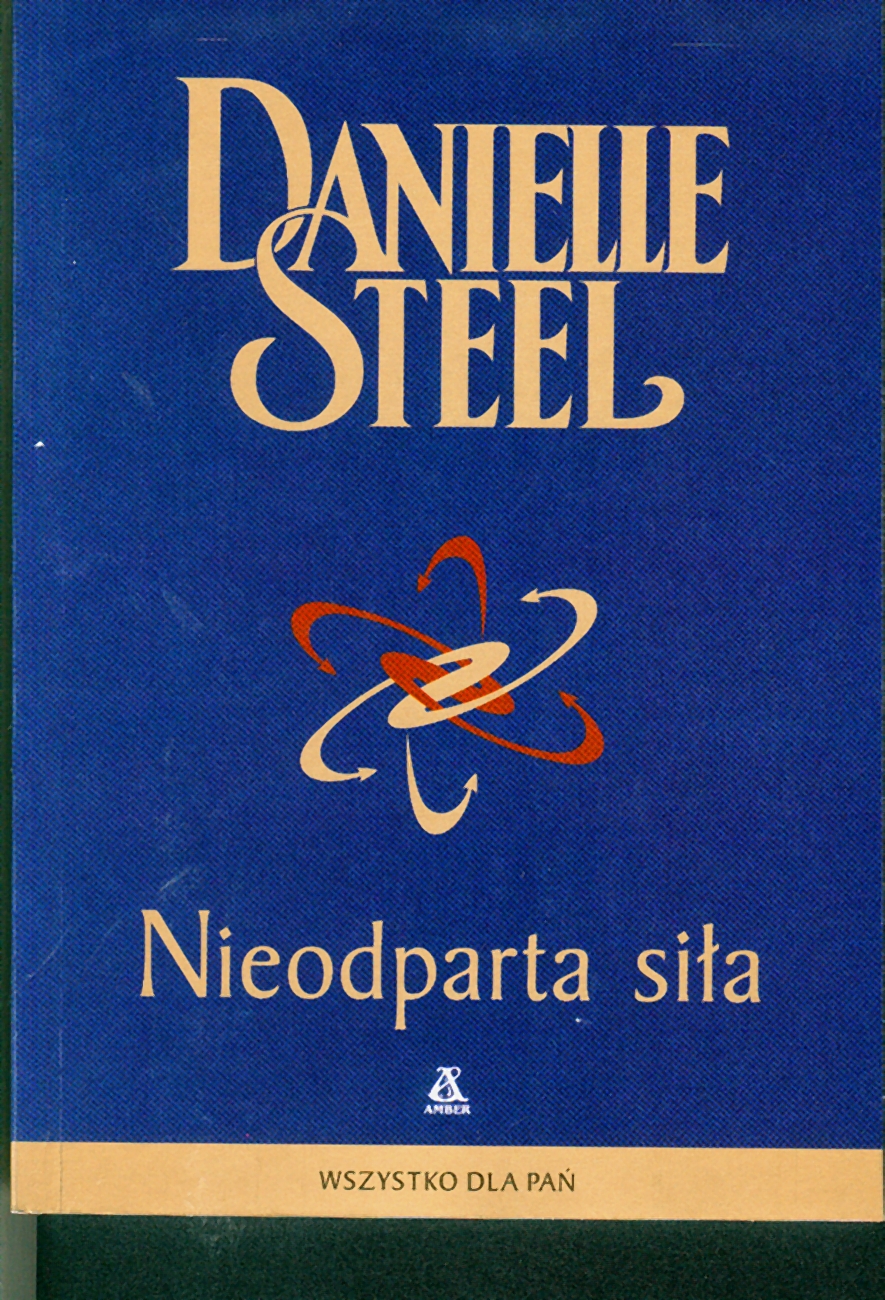 DANIELLE
STEEL
Nieodparta siła
AMBER
WSZYSTKO DLA PAŃ